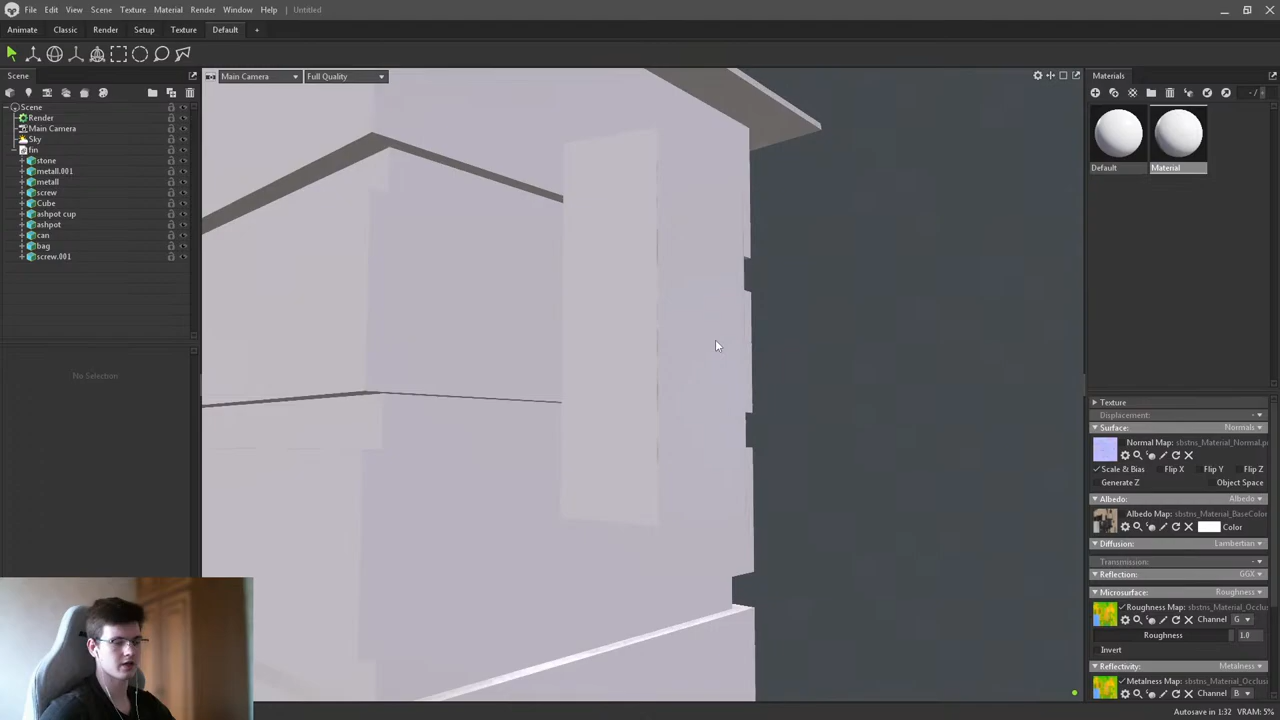 File Edit View Scene Texture Material Render Window Help Untitled
Animate Classic Render Setup Texture Default +
Scene
Main Camera Full Quality
Materials
- /
Scene
Render
Main Camera
Sky
fin
stone
metall.001
metall
screw
Cube
ashpot cup
ashpot
can
bag
screw.001
No Selection
Default Material
Texture
Displacement: -
Surface: Normals
Normal Map: sbstns_Material_Normal.p
Scale & Bias Flip X Flip Y Flip Z
Generate Z Object Space
Albedo: Albedo
Albedo Map: sbstns_Material_BaseColor
Color
Diffusion: Lambertian
Transmission: -
Reflection: GGX
Microsurface: Roughness
Roughness Map: sbstns_Material_Occlus
Channel G
Roughness 1.0
Invert
Reflectivity: Metalness
Metalness Map: sbstns_Material_Occlus
Channel B
Autosave in 1:32 VRAM: 5%